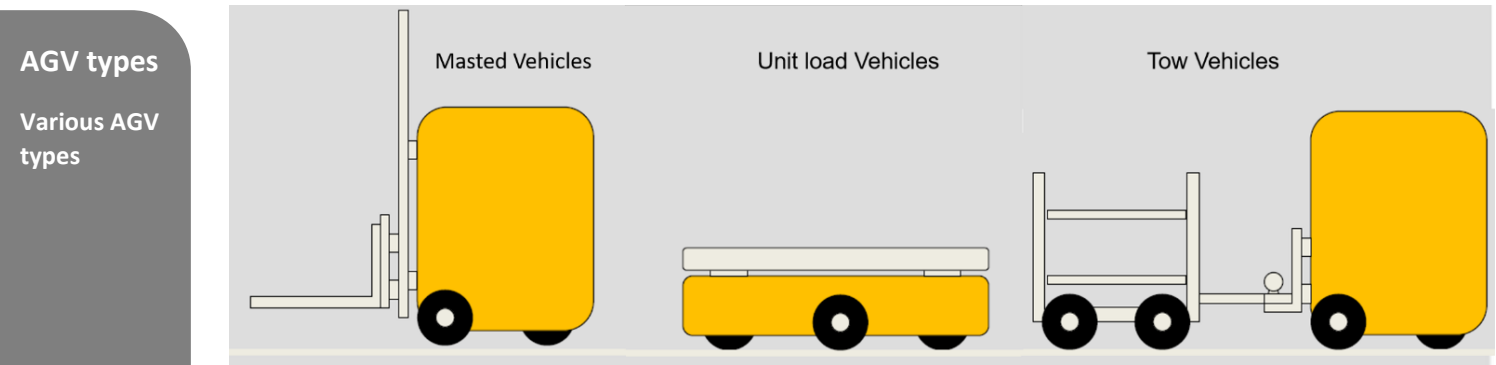 AGV types
Various AGV
types
Masted Vehicles
Unit load Vehicles
Tow Vehicles